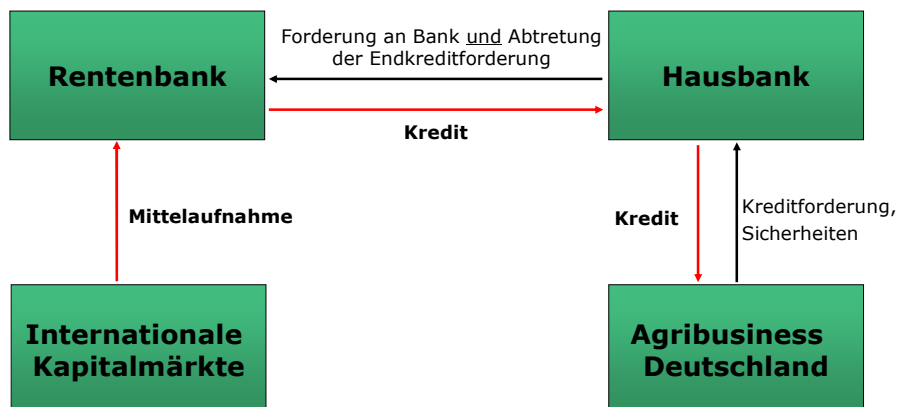 Forderung an Bank und Abtretung
der Endkreditforderung
Rentenbank
Hausbank
Kredit
Mittelaufnahme
Kredit
Kreditforderung,
Sicherheiten
Internationale
Kapitalmärkte
Agribusiness
Deutschland